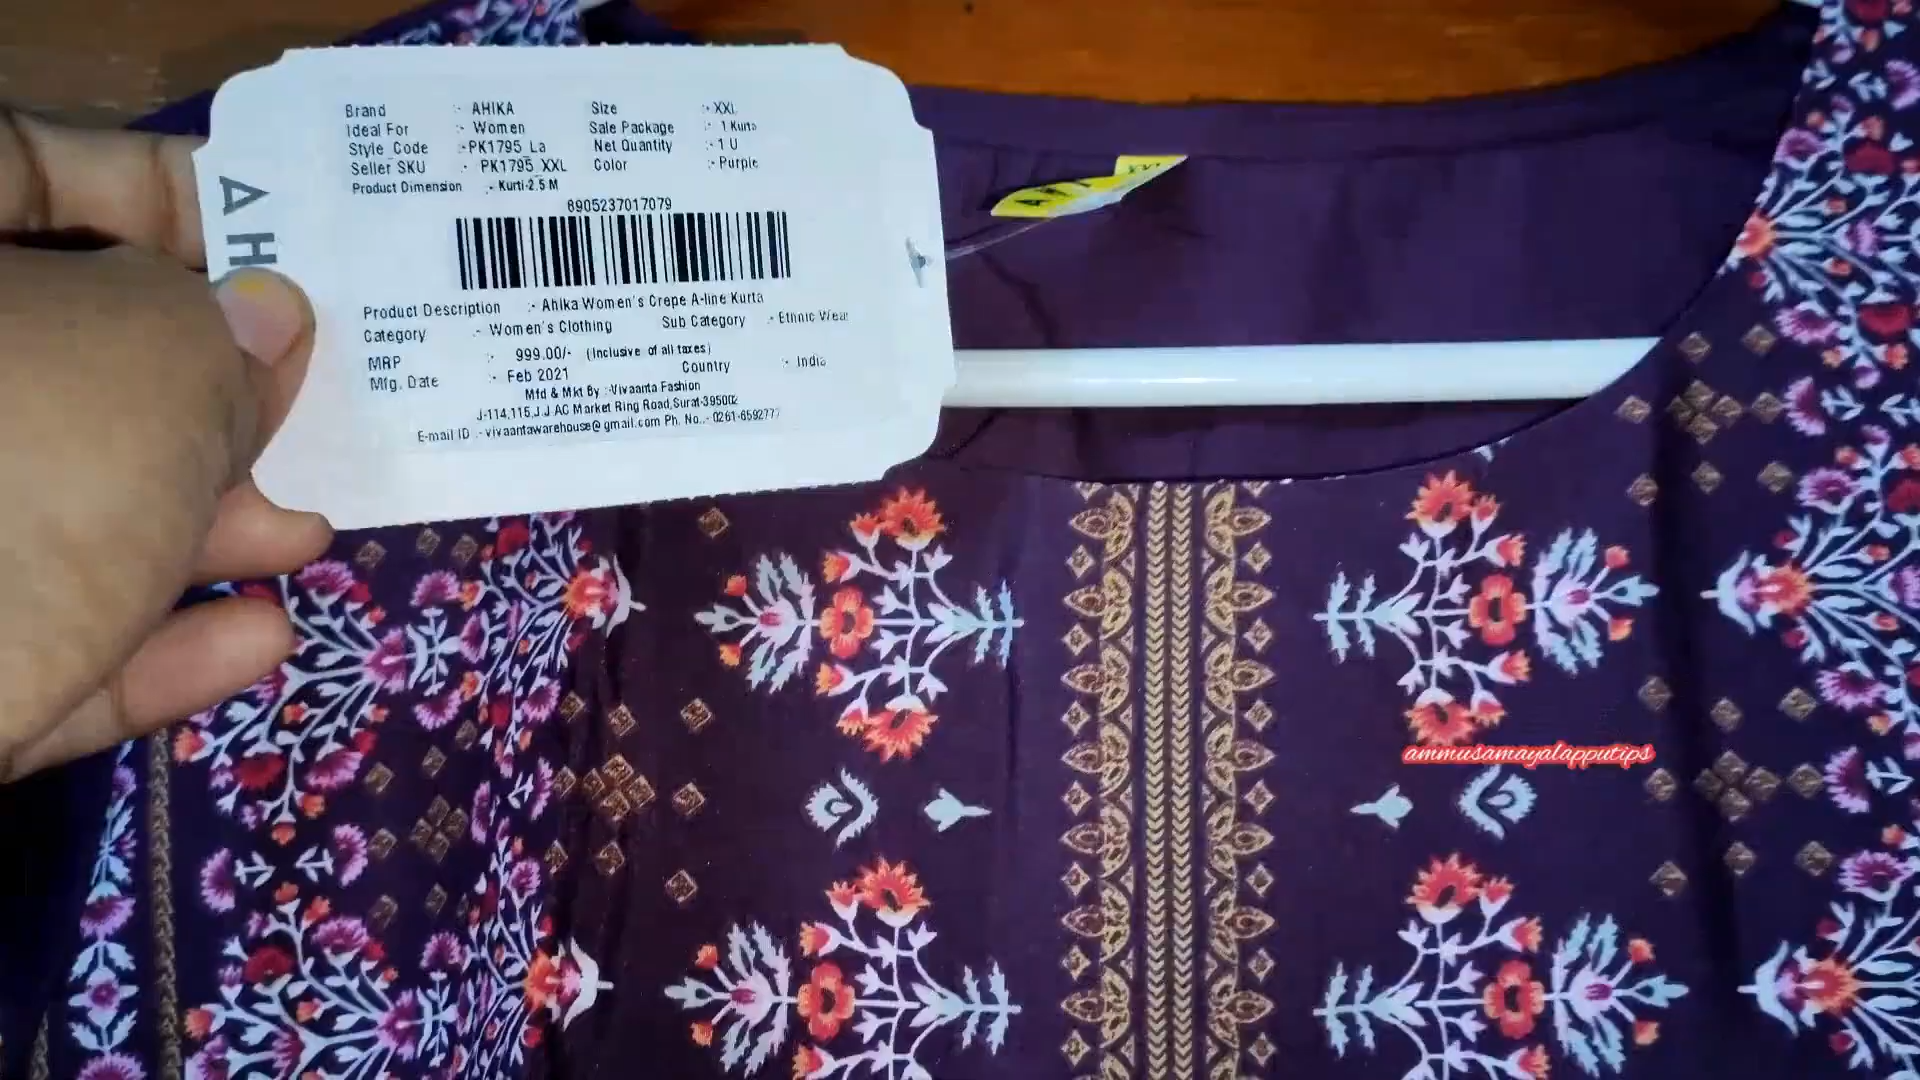 Brand :- AHIKA Size :- XXL
Ideal For :- Women Sale Package :- 1 Kurta
Style Code :- PK1795_La Net Quantity :- 1 U
Seller SKU :- PK1795_XXL Color :- Purple
Product Dimension :- Kurti-2.5 M
8905237017079
Product Description :- Ahika Women's Crepe A-line Kurta
Category :- Women's Clothing Sub Category :- Ethnic Wear
MRP :- 999.00/- (Inclusive of all taxes)
Mfg. Date :- Feb 2021 Country :- India
Mfd & Mkt By :-Vivaanta Fashion
J-114,115,J.J AC Market Ring Road,Surat-395002
E-mail ID :- vivaantawarehouse@gmail.com Ph. No..- 0261-6592777
AH
XXL
ammusamayalapputips